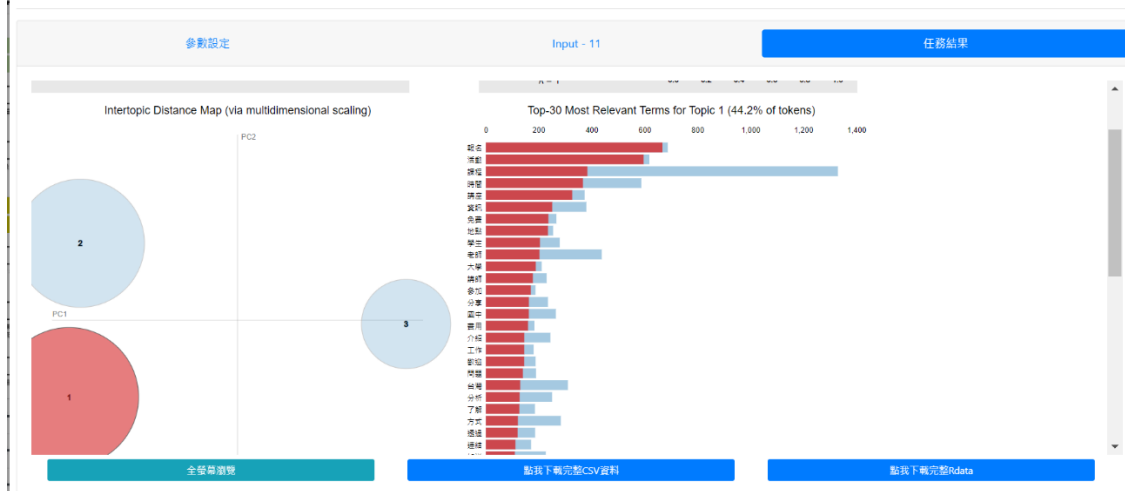 參數設定
Input - 11
任務結果
Intertopic Distance Map (via multidimensional scaling)
PC2
2
PC1
3
1
Top-30 Most Relevant Terms for Topic 1 (44.2% of tokens)
0 200 400 600 800 1,000 1,200 1,400
報名
活動
課程
時間
講座
資訊
免費
地點
學生
老師
大學
講師
參加
分享
國中
費用
介紹
工作
歡迎
問題
台灣
分析
了解
方式
透過
連結
全螢幕瀏覽
點我下載完整CSV資料
點我下載完整Rdata